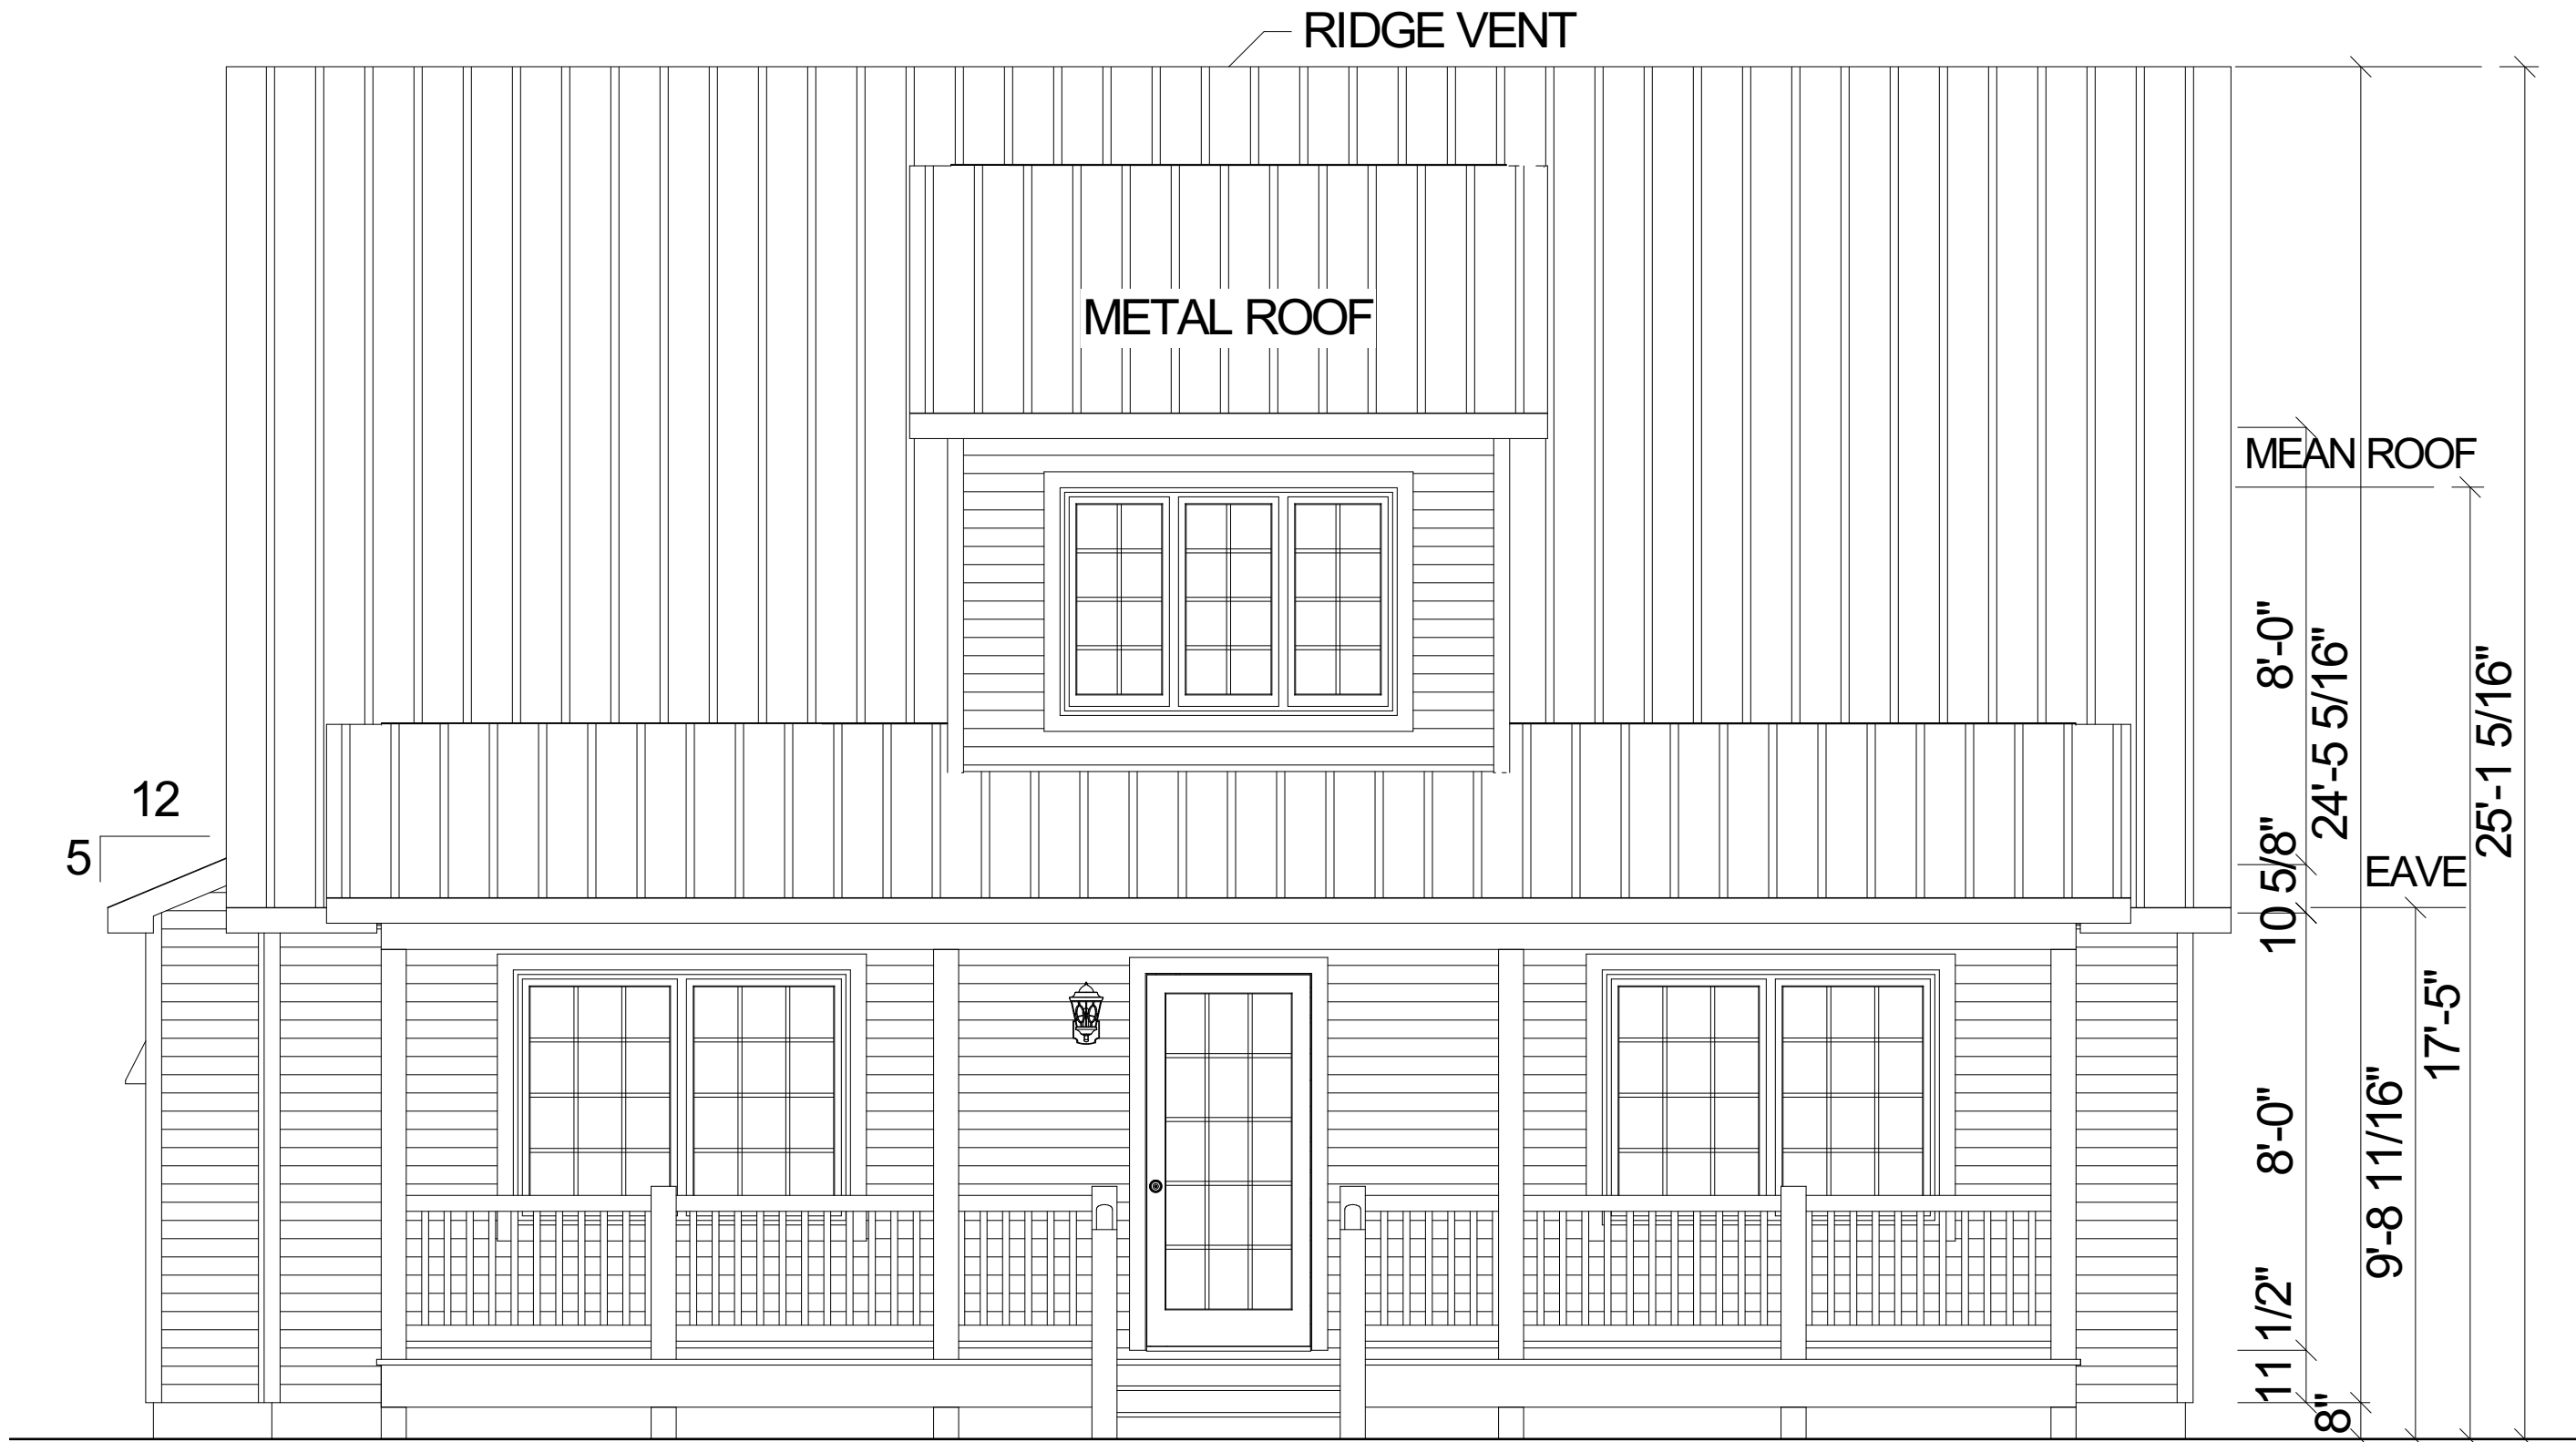 RIDGE VENT
METAL ROOF
MEAN ROOF
8'-0"
24'-5 5/16"
25'-1 5/16"
12
5
10 5/8"
EAVE
17'-5"
8'-0"
9'-8 11/16"
11 1/2"
8"